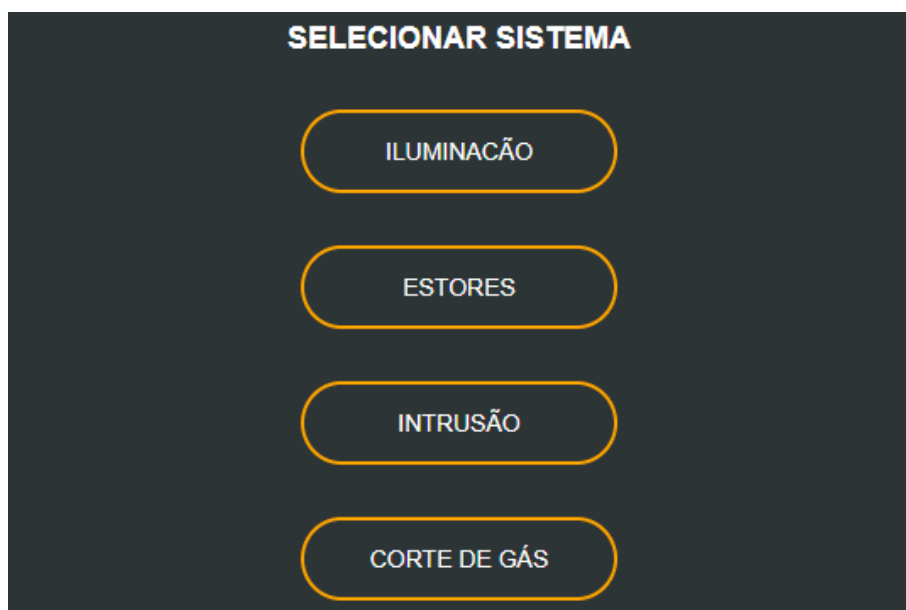 SELECIONAR SISTEMA
ILUMINACÃO
ESTORES
INTRUSÃO
CORTE DE GÁS